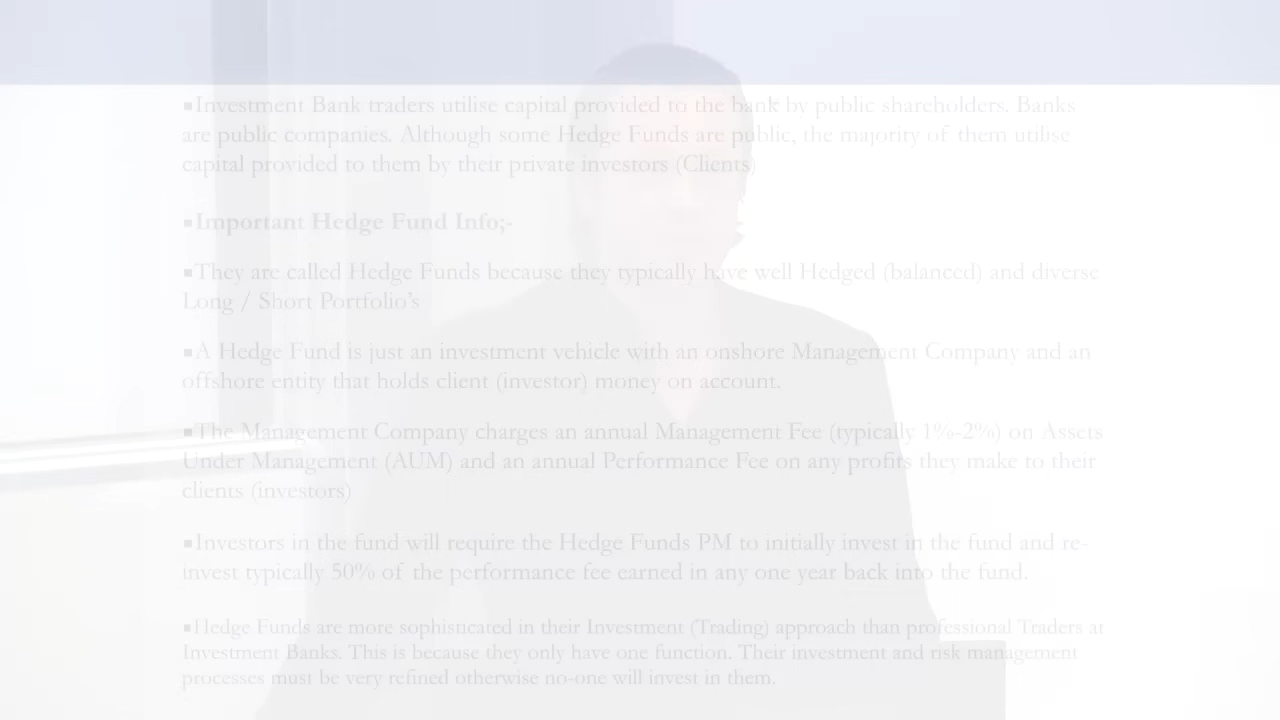 ▪Investment Bank traders utilise capital provided to the bank by public shareholders. Banks
are public companies. Although some Hedge Funds are public, the majority of them utilise
capital provided to them by their private investors (Clients)
▪Important Hedge Fund Info;-
▪They are called Hedge Funds because they typically have well Hedged (balanced) and diverse
Long / Short Portfolio's
▪A Hedge Fund is just an investment vehicle with an onshore Management Company and an
offshore entity that holds client (investor) money on account.
▪The Management Company charges an annual Management Fee (typically 1%-2%) on Assets
Under Management (AUM) and an annual Performance Fee on any profits they make to their
clients (investors)
▪Investors in the fund will require the Hedge Funds PM to initially invest in the fund and re-
invest typically 50% of the performance fee earned in any one year back into the fund.
▪Hedge Funds are more sophisticated in their Investment (Trading) approach than professional Traders at
Investment Banks. This is because they only have one function. Their investment and risk management
processes must be very refined otherwise no-one will invest in them.